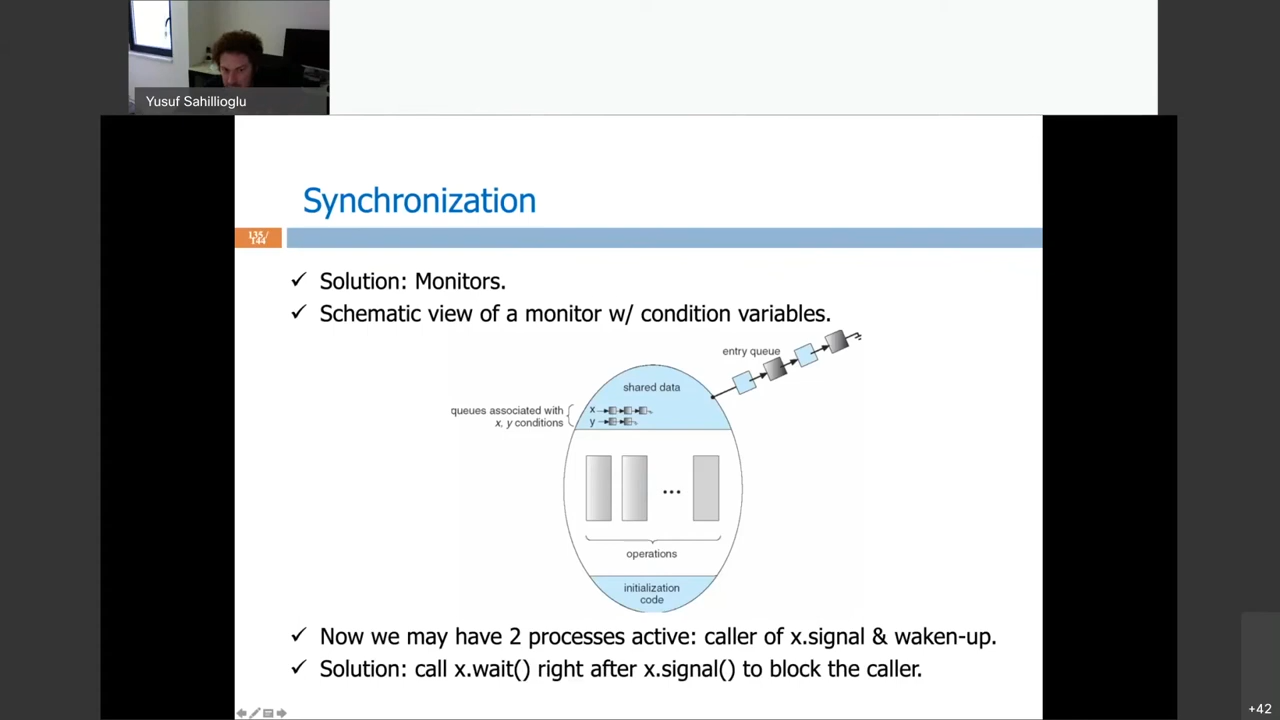 Yusuf Sahillioglu
Synchronization
135/
144
✓ Solution: Monitors.
✓ Schematic view of a monitor w/ condition variables.
entry queue
shared data
queues associated with
x, y conditions
x
y
...
operations
initialization
code
✓ Now we may have 2 processes active: caller of x.signal & waken-up.
✓ Solution: call x.wait() right after x.signal() to block the caller.
+42